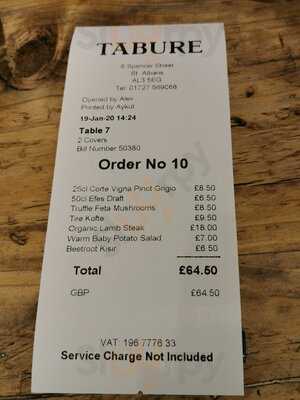 TABURE
6 Spencer Street
St. Albans
AL3 5EG
Tel: 01727 569068
Opened by Alex
Printed by Aykut
19-Jan-20 14:24
Table 7
2 Covers
Bill Number 50380
Order No 10
25cl Corte Vigna Pinot Grigio £8.50
50cl Efes Draft £6.50
Truffle Feta Mushrooms £8.50
Tire Kofte £9.50
Organic Lamb Steak £18.00
Warm Baby Potato Salad £7.00
Beetroot Kisir £6.50
Total £64.50
GBP £64.50
VAT: 196 7776 33
Service Charge Not Included